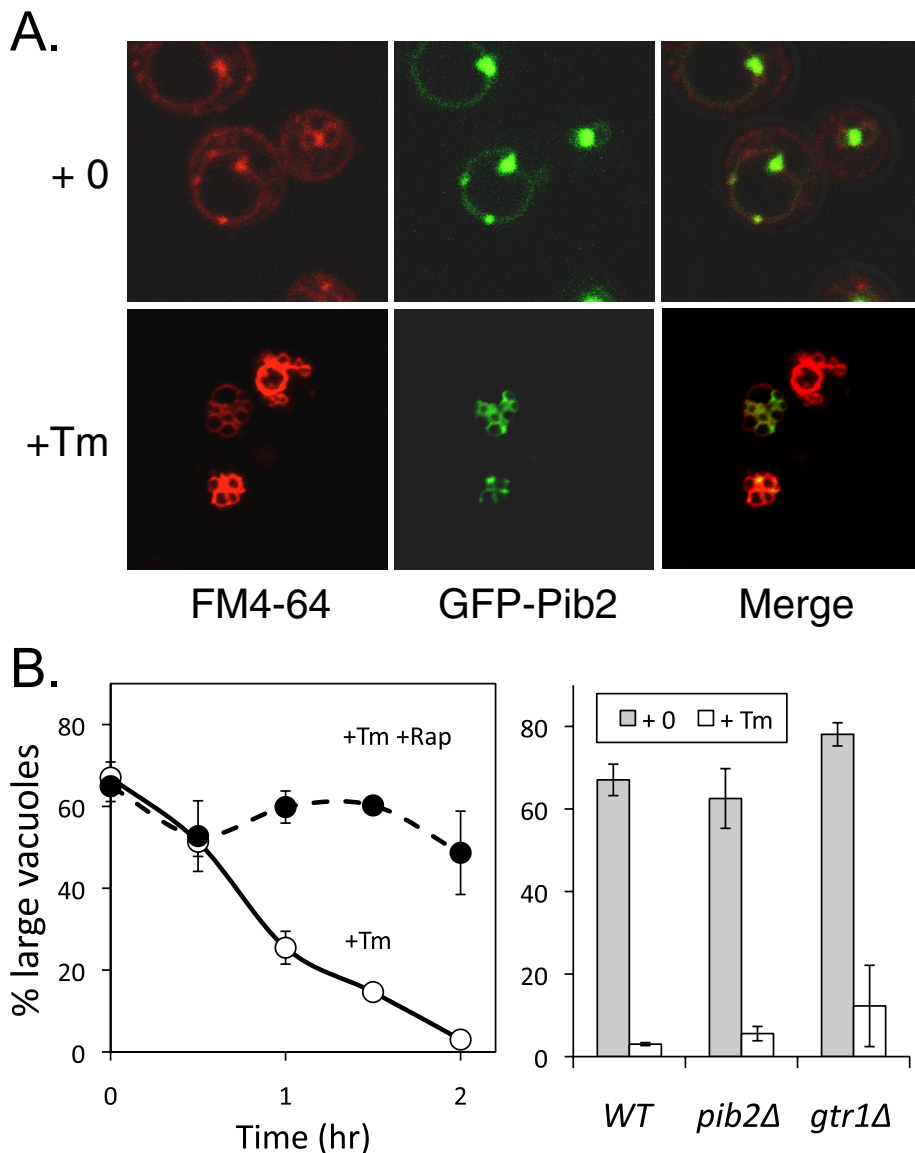 A.
+ 0
+Tm
FM4-64 GFP-Pib2 Merge
B.
% large vacuoles
80
60
40
20
0
+Tm +Rap
+Tm
0 1 2
Time (hr)
80
60
40
20
0
+ 0 + Tm
WT pib2Δ gtr1Δ